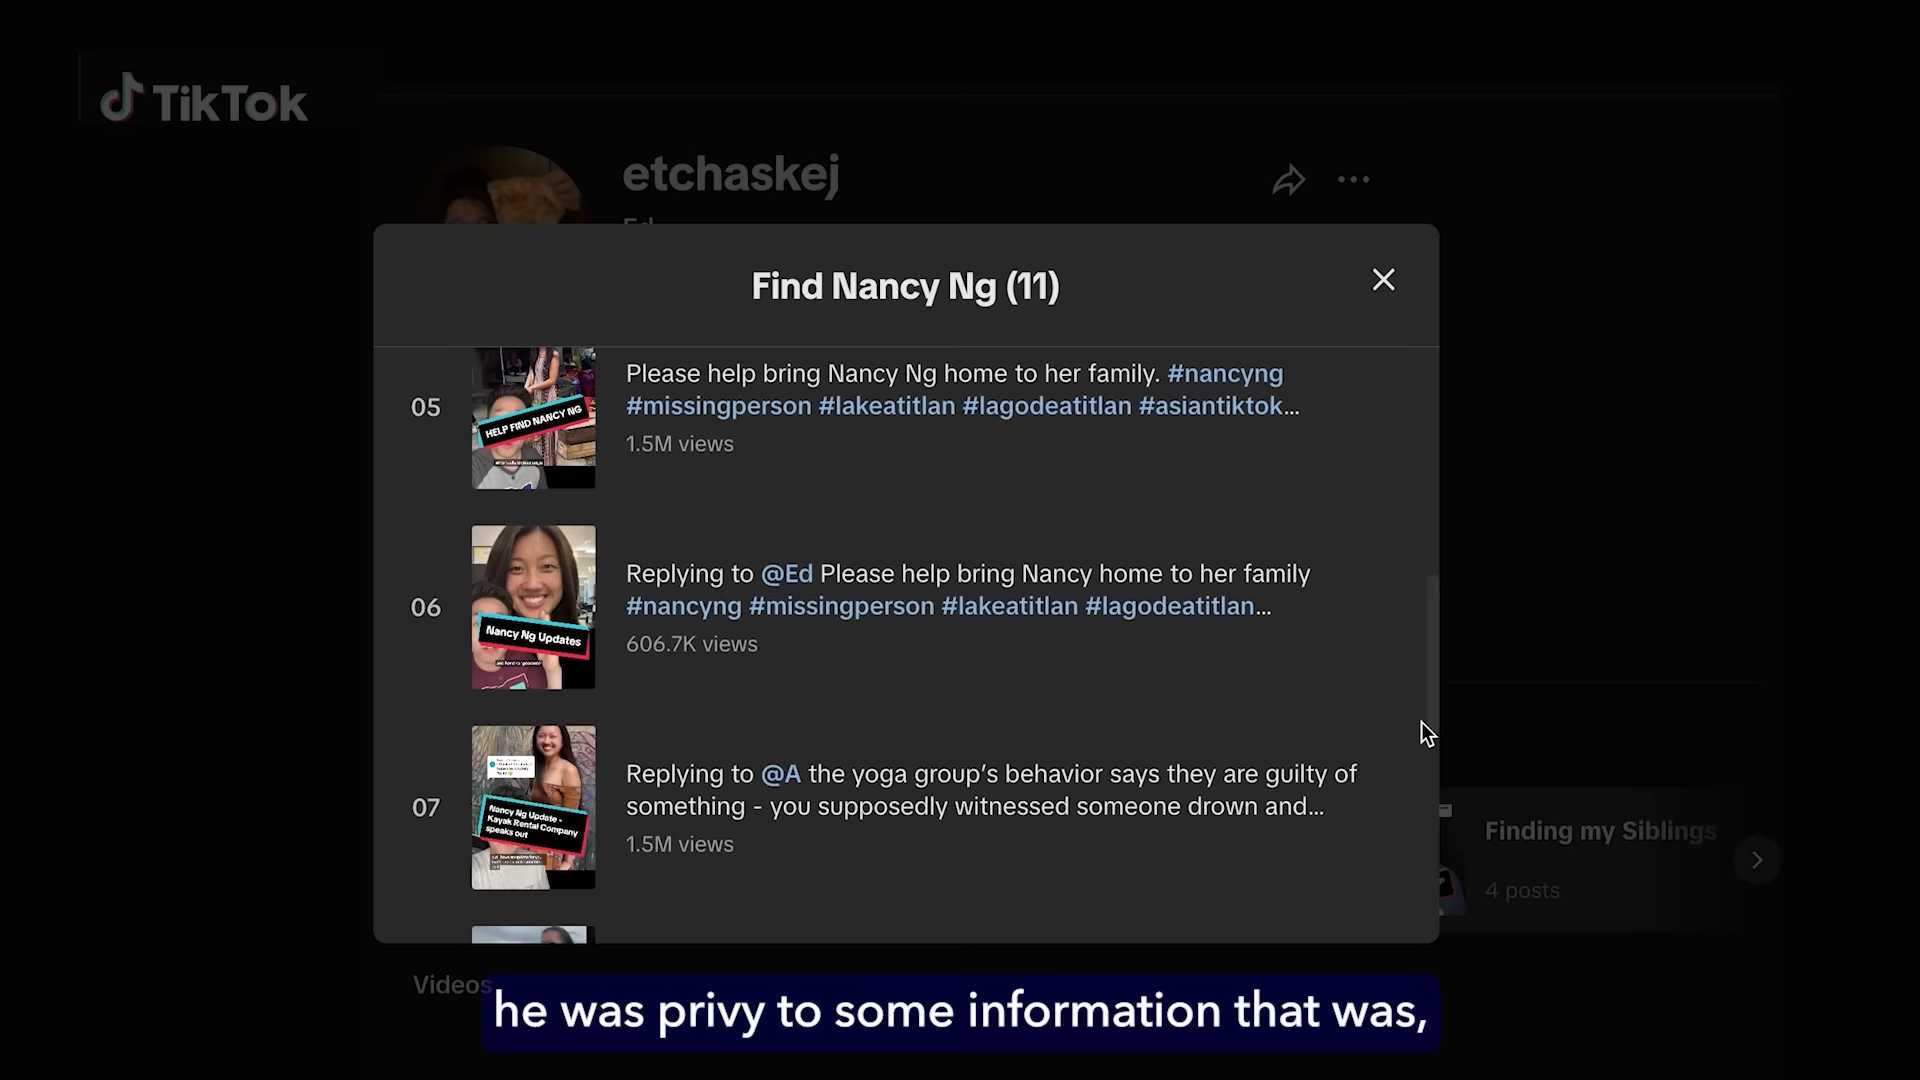 TikTok
etchaskej
Find Nancy Ng (11)
05
HELP FIND NANCY NG
Please help bring Nancy Ng home to her family. #nancyng
#missingperson #lakeatitlan #lagodeatitlan #asiantiktok...
1.5M views
06
Nancy Ng Updates
Replying to @Ed Please help bring Nancy home to her family
#nancyng #missingperson #lakeatitlan #lagodeatitlan...
606.7K views
07
Nancy Ng Update -
Kayak Rental Company
speaks out
Replying to @A the yoga group’s behavior says they are guilty of
something - you supposedly witnessed someone drown and...
1.5M views
Finding my Siblings
4 posts
Videos
he was privy to some information that was,